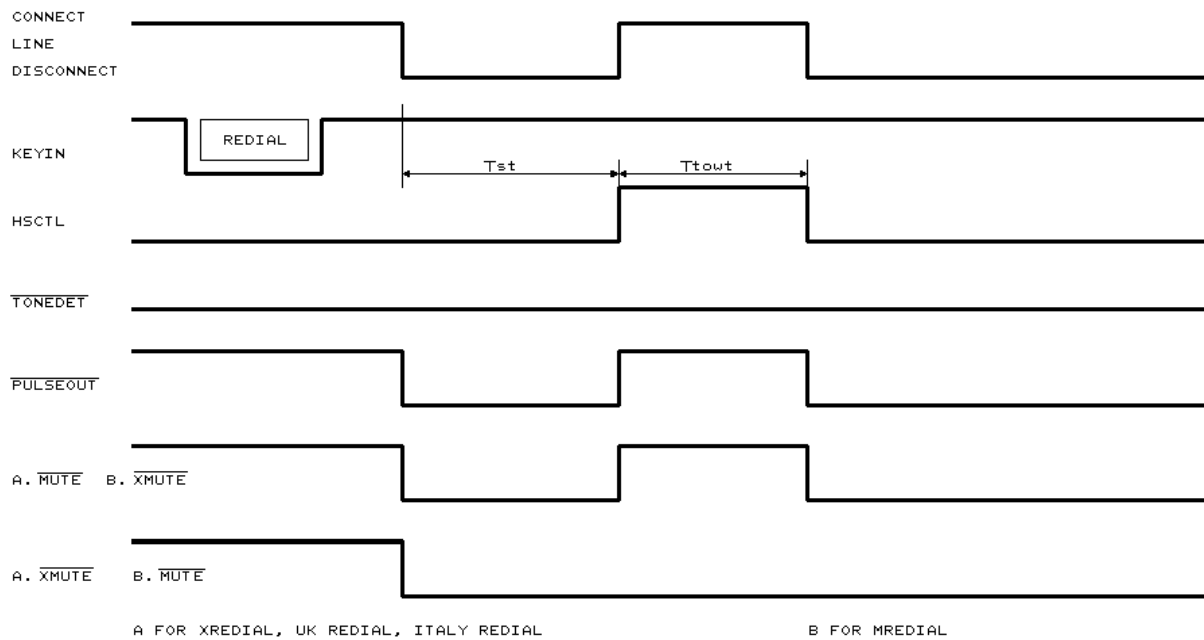 CONNECT
LINE
DISCONNECT
REDIAL
KEYIN
Tst Ttowt
HSCTL
TONEDET
PULSEOUT
A. MUTE B. XMUTE
A. XMUTE B. MUTE
A FOR XREDIAL, UK REDIAL, ITALY REDIAL B FOR MREDIAL